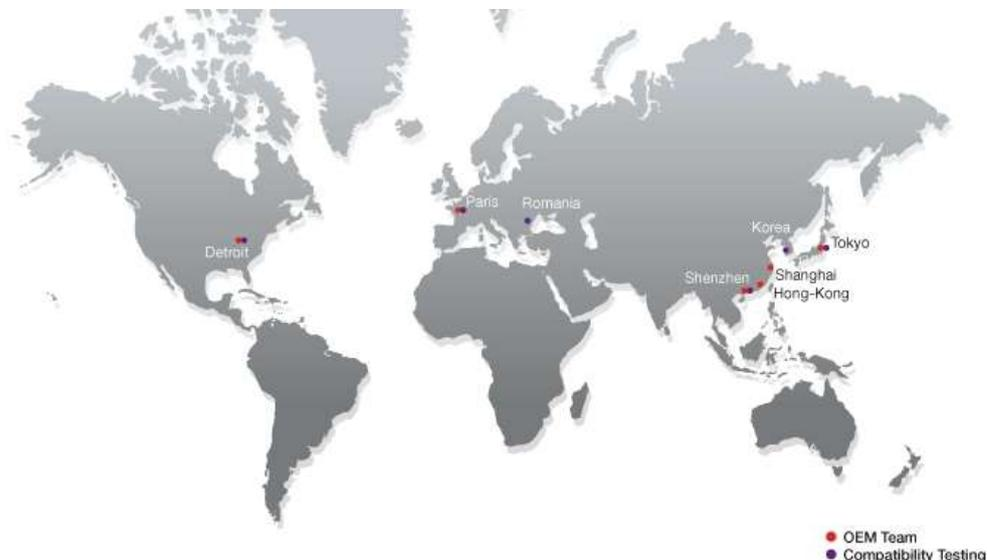 Paris
Romania
Detroit
Korea
Tokyo
Shenzhen
Shanghai
Hong-Kong
OEM Team
Compatibility Testing